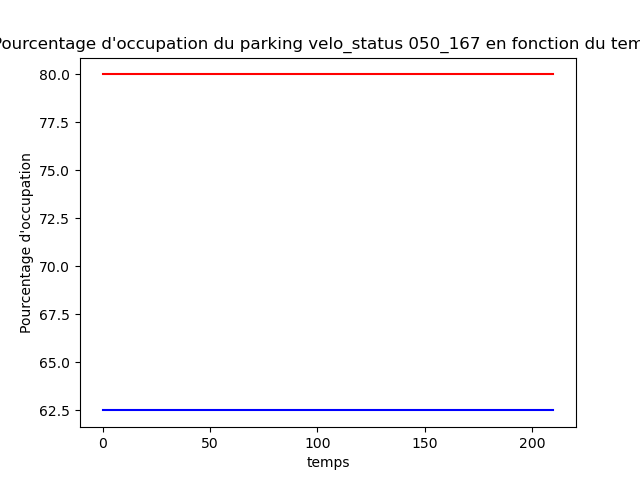 Pourcentage d'occupation du parking velo_status 050_167 en fonction du tem
80.0
77.5
75.0
72.5
70.0
67.5
65.0
62.5
Pourcentage d'occupation
0 50 100 150 200
temps